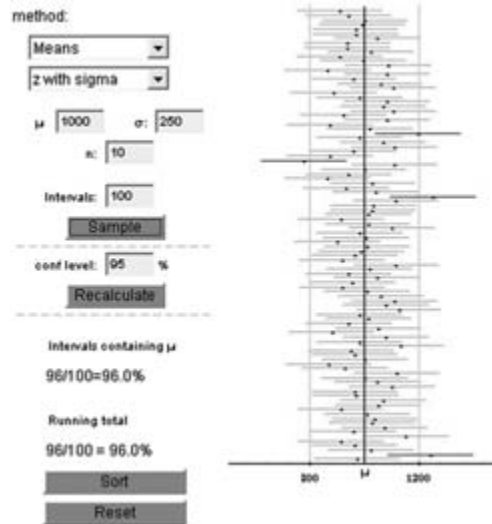 method:
Means
z with sigma
μ: 1000 σ: 250
n: 10
Intervals: 100
Sample
conf level: 95 %
Recalculate
Intervals containing μ
96/100=96.0%
Running total
96/100 = 96.0%
Sort
Reset
800 μ 1200